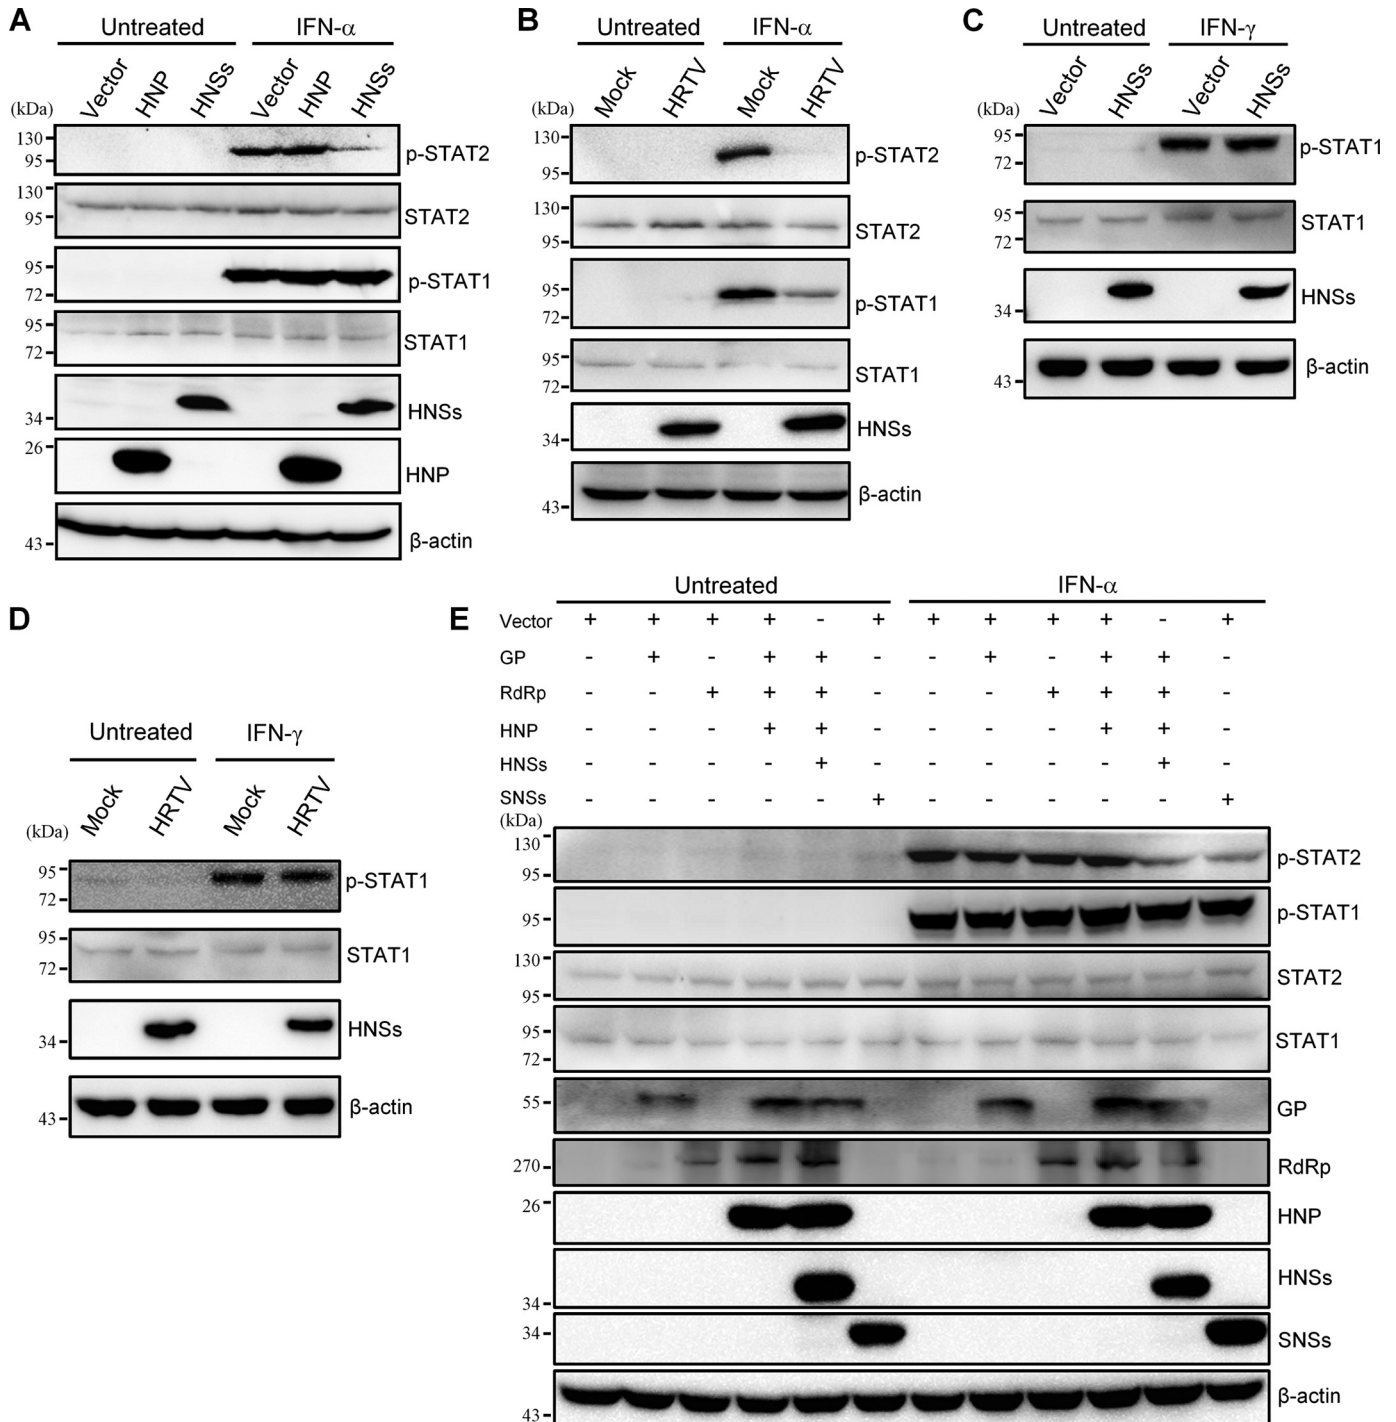 A
Untreated IFN-α
Vector HNP HNSs Vector HNP HNSs
(kDa)
130
95
p-STAT2
130
95
STAT2
95
72
p-STAT1
95
72
STAT1
34
HNSs
26
HNP
43
β-actin
B
Untreated IFN-α
Mock HRTV Mock HRTV
(kDa)
130
95
p-STAT2
130
95
STAT2
95
72
p-STAT1
95
72
STAT1
34
HNSs
43
β-actin
C
Untreated IFN-γ
Vector HNSs Vector HNSs
(kDa)
95
72
p-STAT1
95
72
STAT1
34
HNSs
43
β-actin
D
Untreated IFN-γ
Mock HRTV Mock HRTV
(kDa)
95
72
p-STAT1
95
72
STAT1
34
HNSs
43
β-actin
E
Untreated IFN-α
Vector + + + + - + + + + + - +
GP - + - + + - - + - + + -
RdRp - - + + + - - - + + + -
HNP - - - + + - - - - + + -
HNSs - - - - + - - - - - + -
SNSs - - - - - + - - - - - +
(kDa)
130
95
p-STAT2
95
p-STAT1
130
95
STAT2
95
72
STAT1
55
GP
270
RdRp
26
HNP
34
HNSs
34
SNSs
43
β-actin